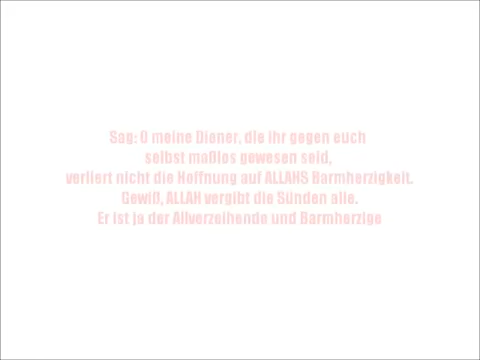 Sag: O meine Diener, die ihr gegen euch
selbst maßlos gewesen seid,
verliert nicht die Hoffnung auf ALLAHS Barmherzigkeit.
Gewiß, ALLAH vergibt die Sünden alle.
Er ist ja der Allverzeihende und Barmherzige